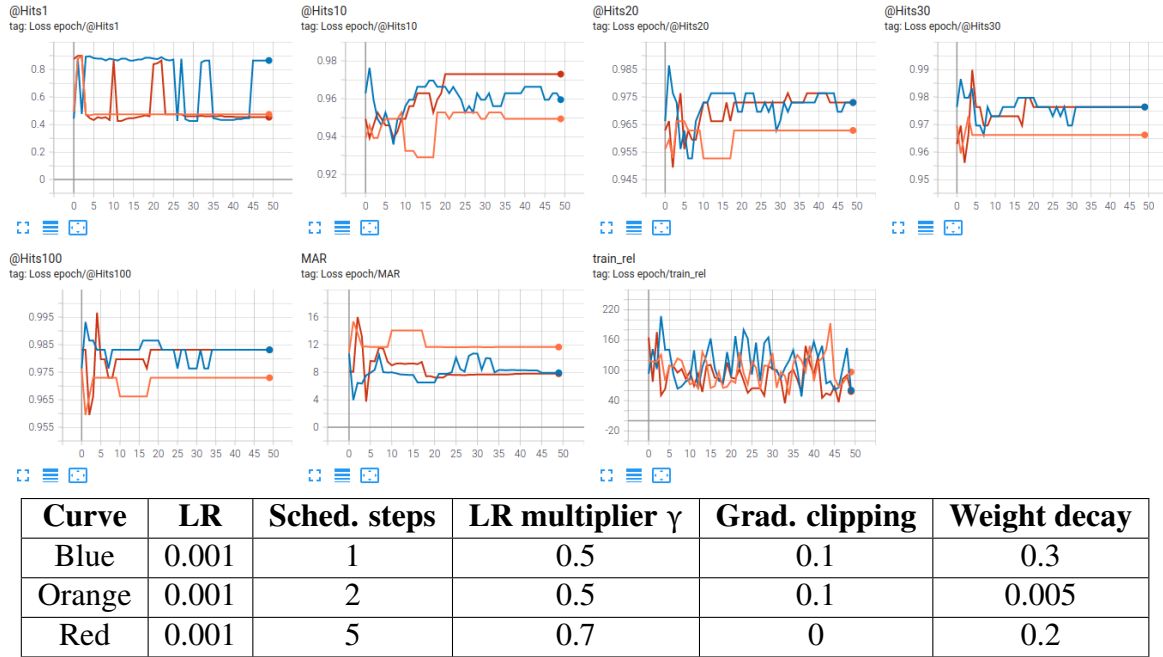 @Hits1
tag: Loss epoch/@Hits1
0.8
0.6
0.4
0.2
0
0 5 10 15 20 25 30 35 40 45 50
@Hits10
tag: Loss epoch/@Hits10
0.98
0.96
0.94
0.92
0 5 10 15 20 25 30 35 40 45 50
@Hits20
tag: Loss epoch/@Hits20
0.985
0.975
0.965
0.955
0.945
0 5 10 15 20 25 30 35 40 45 50
@Hits30
tag: Loss epoch/@Hits30
0.99
0.98
0.97
0.96
0.95
0 5 10 15 20 25 30 35 40 45 50
@Hits100
tag: Loss epoch/@Hits100
0.995
0.985
0.975
0.965
0.955
0 5 10 15 20 25 30 35 40 45 50
MAR
tag: Loss epoch/MAR
16
12
8
4
0
0 5 10 15 20 25 30 35 40 45 50
train_rel
tag: Loss epoch/train_rel
220
160
100
40
-20
0 5 10 15 20 25 30 35 40 45 50
Curve LR Sched. steps LR multiplier γ Grad. clipping Weight decay
Blue 0.001 1 0.5 0.1 0.3
Orange 0.001 2 0.5 0.1 0.005
Red 0.001 5 0.7 0 0.2